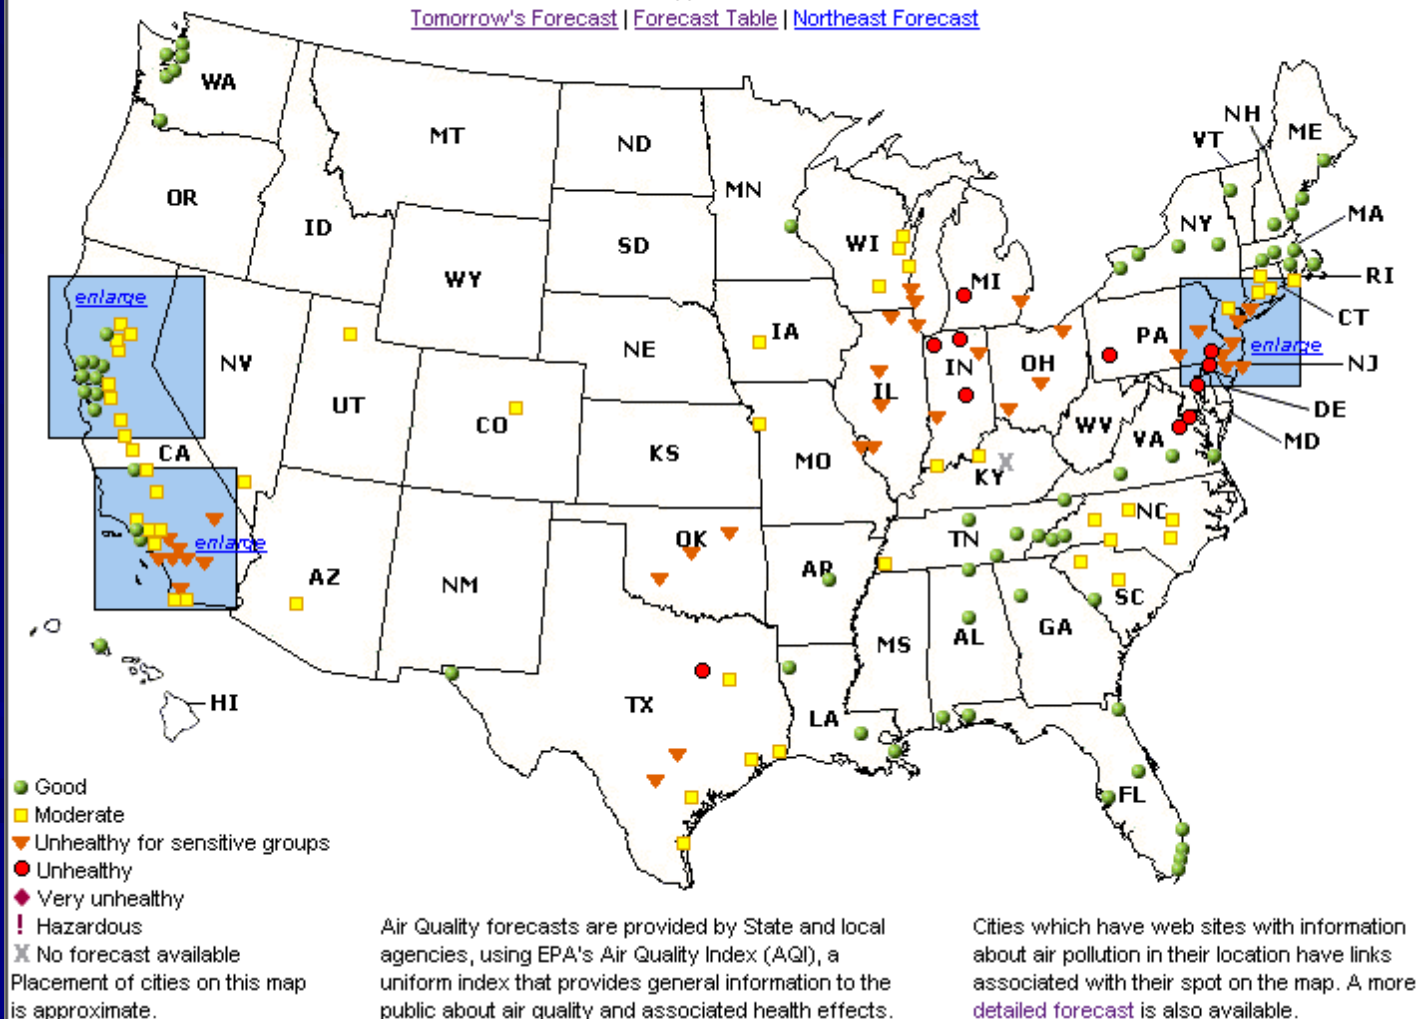 Tomorrow's Forecast | Forecast Table | Northeast Forecast
WA
MT
ND
MN
VT
NH
ME
OR
ID
SD
WI
MI
NY
MA
RI
WY
enlarge
NV
UT
CO
NE
IA
IL
IN
OH
PA
CT
enlarge
NJ
DE
MD
CA
KS
MO
KY
X
WV
VA
enlarge
AZ
NM
OK
AR
TN
NC
SC
MS
AL
GA
HI
TX
LA
FL
Good
Moderate
Unhealthy for sensitive groups
Unhealthy
Very unhealthy
! Hazardous
X No forecast available
Placement of cities on this map
is approximate.
Air Quality forecasts are provided by State and local
agencies, using EPA's Air Quality Index (AQI), a
uniform index that provides general information to the
public about air quality and associated health effects.
Cities which have web sites with information
about air pollution in their location have links
associated with their spot on the map. A more
detailed forecast is also available.